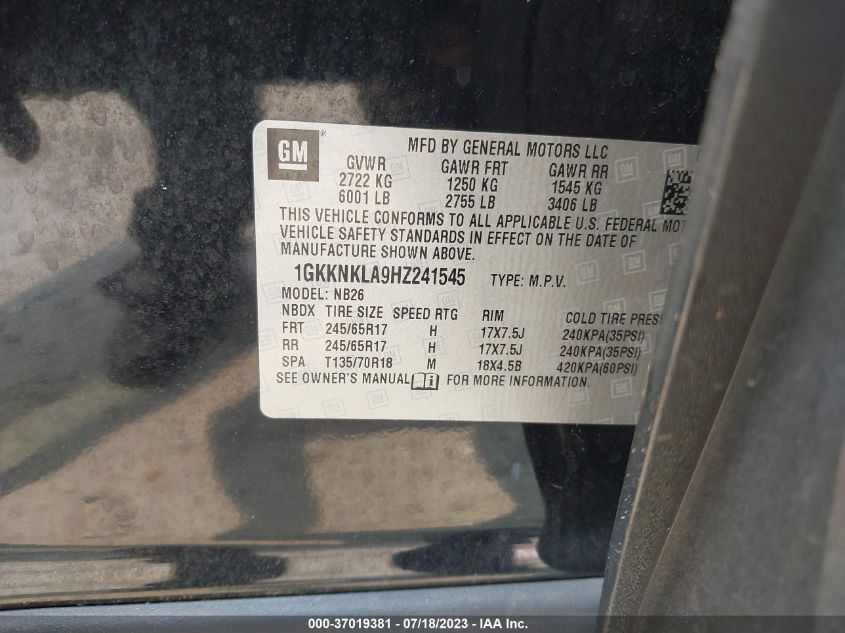 GM ®
MFD BY GENERAL MOTORS LLC
GVWR GAWR FRT GAWR RR
2722 KG 1250 KG 1545 KG
6001 LB 2755 LB 3406 LB
THIS VEHICLE CONFORMS TO ALL APPLICABLE U.S. FEDERAL MOT
VEHICLE SAFETY STANDARDS IN EFFECT ON THE DATE OF
MANUFACTURE SHOWN ABOVE.
1GKKNKLA9HZ241545 TYPE: M.P.V.
MODEL: NB26
NBDX TIRE SIZE SPEED RTG RIM COLD TIRE PRESS
FRT 245/65R17 H 17X7.5J 240KPA(35PSI)
RR 245/65R17 H 17X7.5J 240KPA(35PSI)
SPA T135/70R18 M 18X4.5B 420KPA(60PSI)
SEE OWNER'S MANUAL FOR MORE INFORMATION.
000-37019381 - 07/18/2023 - IAA Inc.